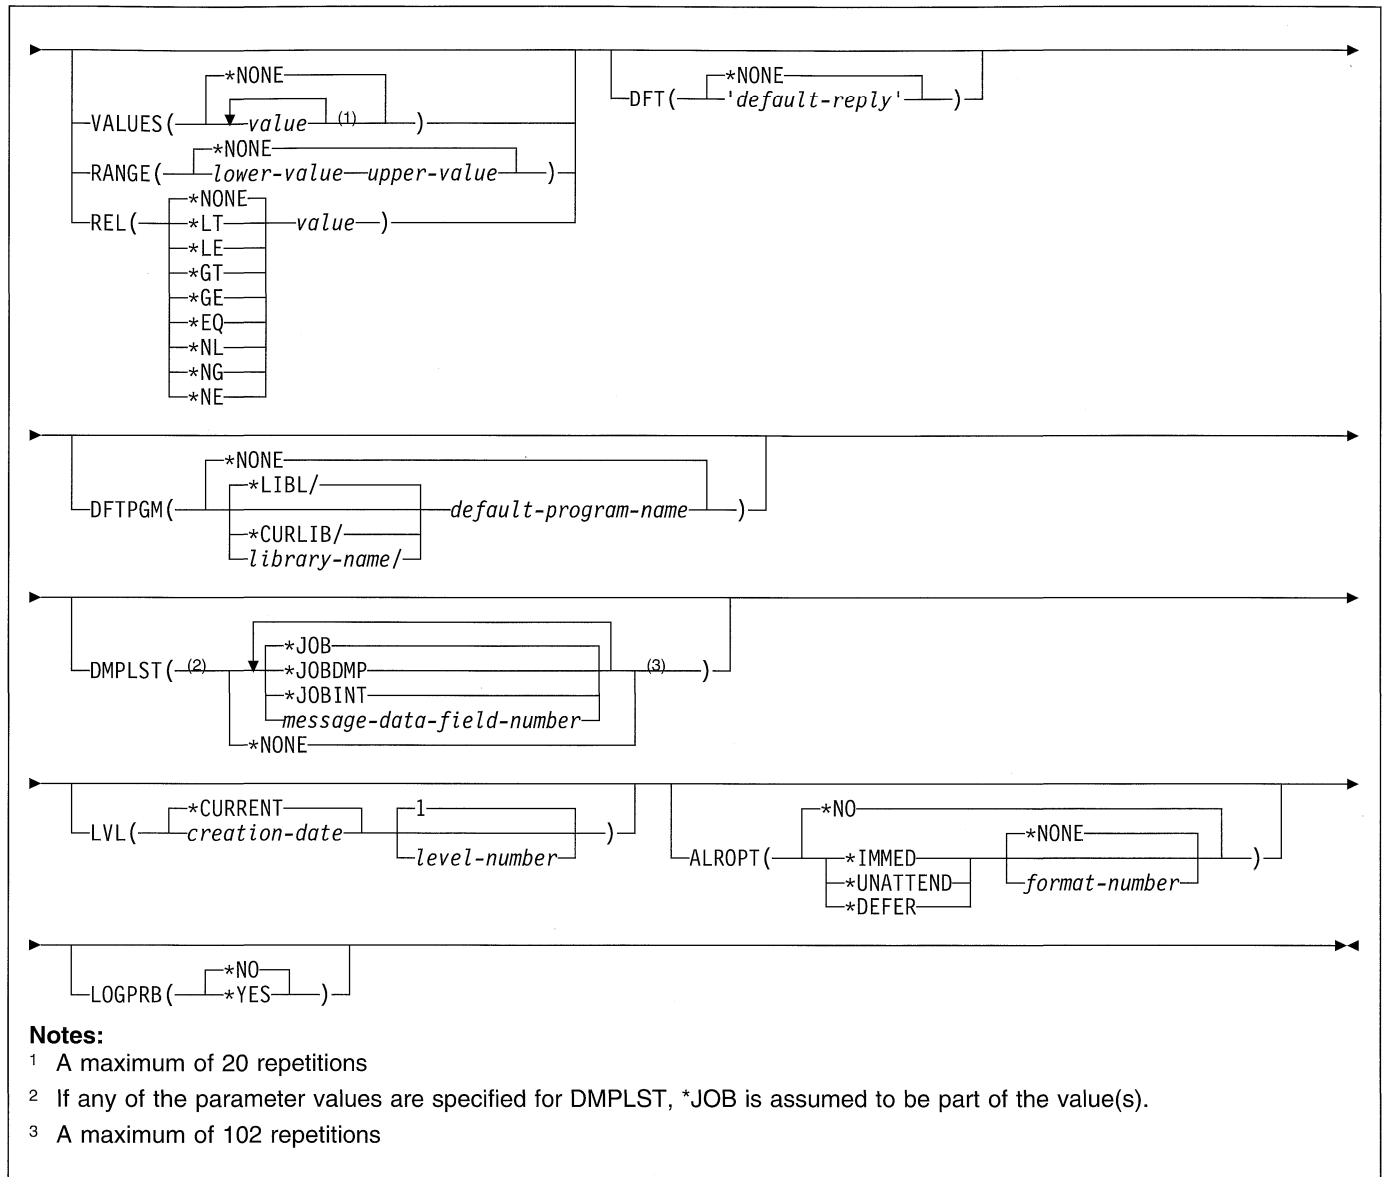 *NONE
VALUES( value (1) )
*NONE
RANGE( lower-value upper-value )
*NONE
REL( *LT value )
*LE
*GT
*GE
*EQ
*NL
*NG
*NE
*NONE
DFT( 'default-reply' )
*NONE
*LIBL/
DFTPGM( default-program-name )
*CURLIB/
library-name/
*JOB
DMPLST( (2) *JOBDMP (3) )
*JOBINT
message-data-field-number
*NONE
*CURRENT 1
LVL( creation-date )
level-number
*NO
*NONE
ALROPT( *IMMED )
*UNATTEND format-number
*DEFER
*NO
LOGPRB( *YES )
Notes:
1 A maximum of 20 repetitions
2 If any of the parameter values are specified for DMPLST, *JOB is assumed to be part of the value(s).
3 A maximum of 102 repetitions